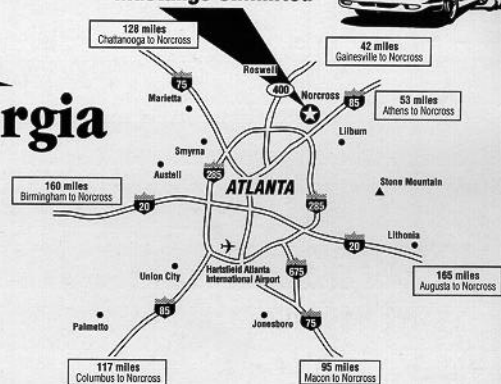 128 miles
Chattanooga to Norcross
42 miles
Gainesville to Norcross
Roswell
75
400
Norcross
85
Marietta
53 miles
Athens to Norcross
rgia
Lilburn
Smyrna
285
Austell
ATLANTA
Stone Mountain
160 miles
Birmingham to Norcross
20
285
20
Lithonia
Hartsfield Atlanta
International Airport
Union City
675
165 miles
Augusta to Norcross
85
Palmetto
Jonesboro
75
117 miles
Columbus to Norcross
95 miles
Macon to Norcross